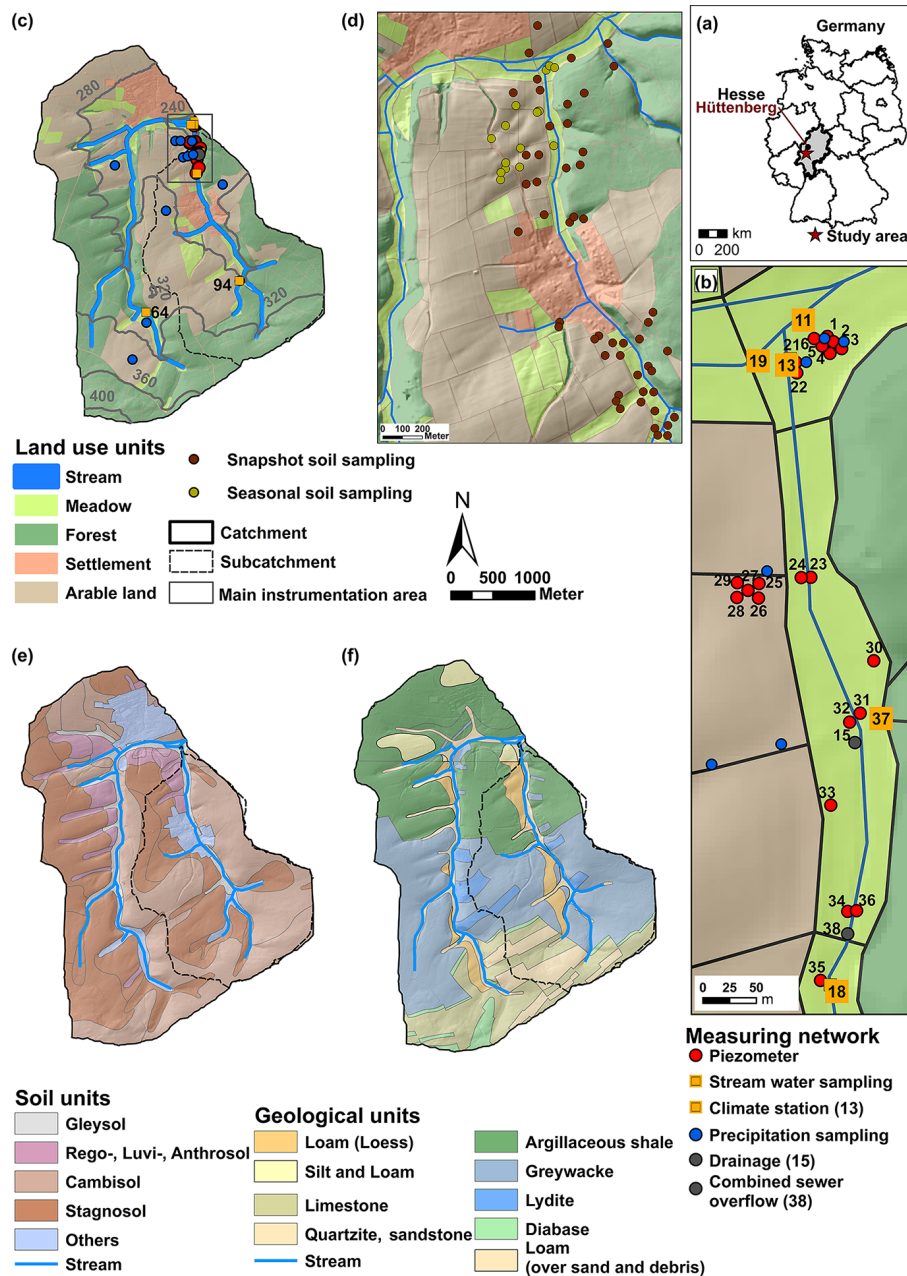 (c)
280
240
94
320
320
64
360
400
(d)
0 100 200
Meter
(a)
Germany
Hesse
Hüttenberg
km
0 200
Study area
(b)
11
1
2
3
21
6
5
4
19
13
22
24
23
27
29
25
28
26
30
31
32
37
15
33
34
36
38
35
18
0 25 50
m
Land use units
Stream
Meadow
Forest
Settlement
Arable land
Snapshot soil sampling
Seasonal soil sampling
Catchment
Subcatchment
Main instrumentation area
N
0 500 1000
Meter
(e)
(f)
Soil units
Gleysol
Rego-, Luvi-, Anthrosol
Cambisol
Stagnosol
Others
Stream
Geological units
Loam (Loess)
Silt and Loam
Limestone
Quartzite, sandstone
Stream
Argillaceous shale
Greywacke
Lydite
Diabase
Loam
(over sand and debris)
Measuring network
Piezometer
Stream water sampling
Climate station (13)
Precipitation sampling
Drainage (15)
Combined sewer
overflow (38)